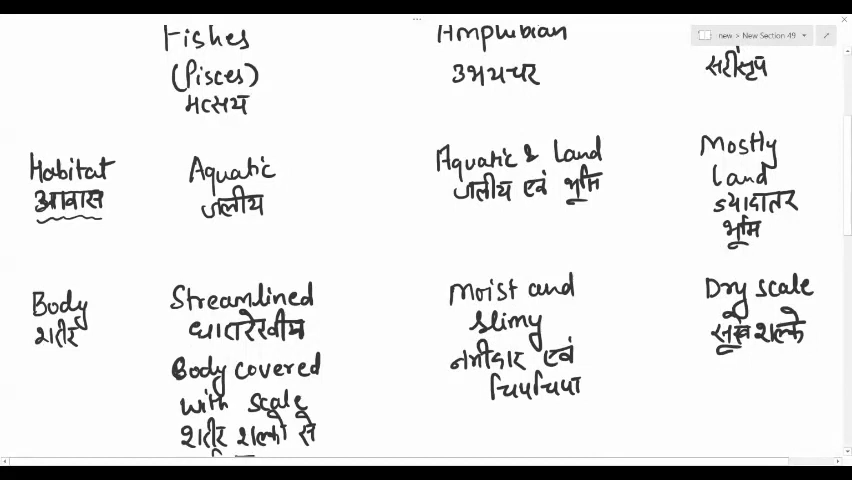 new > New Section 49
Fishes
Amphibian
(Pisces)
उभयचर
सरीसृप
मत्सय
Habitat
Aquatic
Aquatic & Land
Mostly
आवास
जलीय
जलीय एवं भूमि
Land
ज्यादातर
भूमि
Body
Streamlined
Moist and
Dry scale
शरीर
धारारेखीय
Slimy
सूखे शल्के
Body covered
नमीदार एवं
with scale
चिपचिपा
शरीर शल्को से